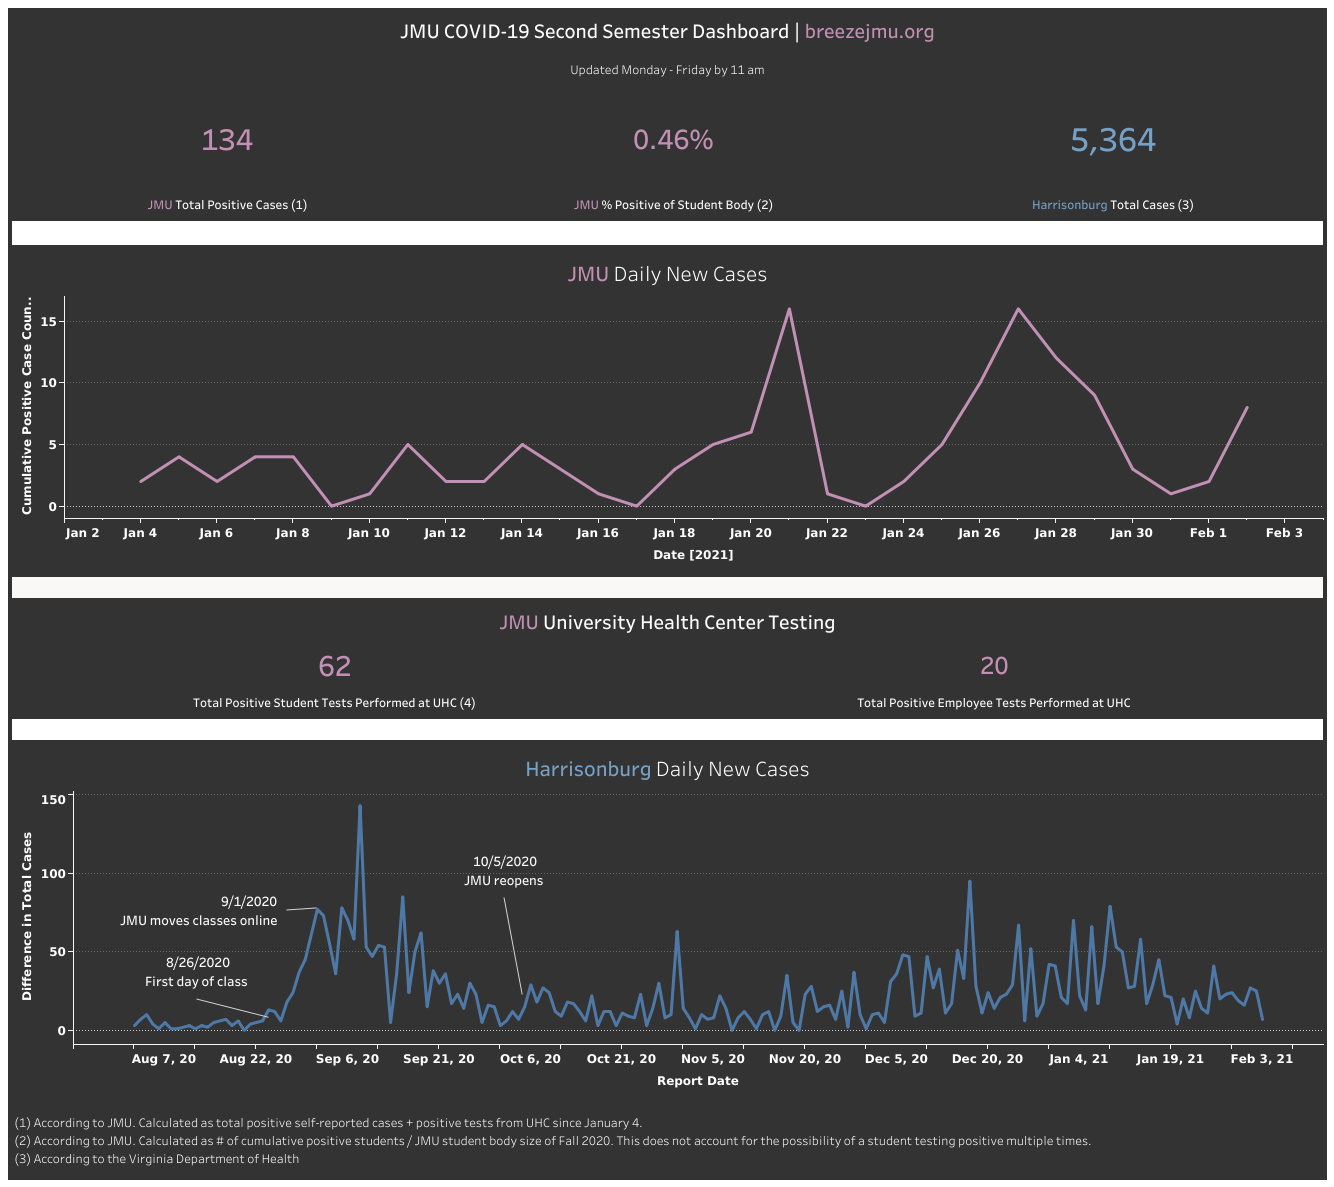 JMU COVID-19 Second Semester Dashboard | breezejmu.org
Updated Monday - Friday by 11 am
134 0.46% 5,364
JMU Total Positive Cases (1) JMU % Positive of Student Body (2) Harrisonburg Total Cases (3)
JMU Daily New Cases
Cumulative Positive Case Coun..
15
10
5
0
Jan 2 Jan 4 Jan 6 Jan 8 Jan 10 Jan 12 Jan 14 Jan 16 Jan 18 Jan 20 Jan 22 Jan 24 Jan 26 Jan 28 Jan 30 Feb 1 Feb 3
Date [2021]
JMU University Health Center Testing
62 20
Total Positive Student Tests Performed at UHC (4) Total Positive Employee Tests Performed at UHC
Harrisonburg Daily New Cases
Difference in Total Cases
150
100
50
0
10/5/2020
JMU reopens
9/1/2020
JMU moves classes online
8/26/2020
First day of class
Aug 7, 20 Aug 22, 20 Sep 6, 20 Sep 21, 20 Oct 6, 20 Oct 21, 20 Nov 5, 20 Nov 20, 20 Dec 5, 20 Dec 20, 20 Jan 4, 21 Jan 19, 21 Feb 3, 21
Report Date
(1) According to JMU. Calculated as total positive self-reported cases + positive tests from UHC since January 4.
(2) According to JMU. Calculated as # of cumulative positive students / JMU student body size of Fall 2020. This does not account for the possibility of a student testing positive multiple times.
(3) According to the Virginia Department of Health